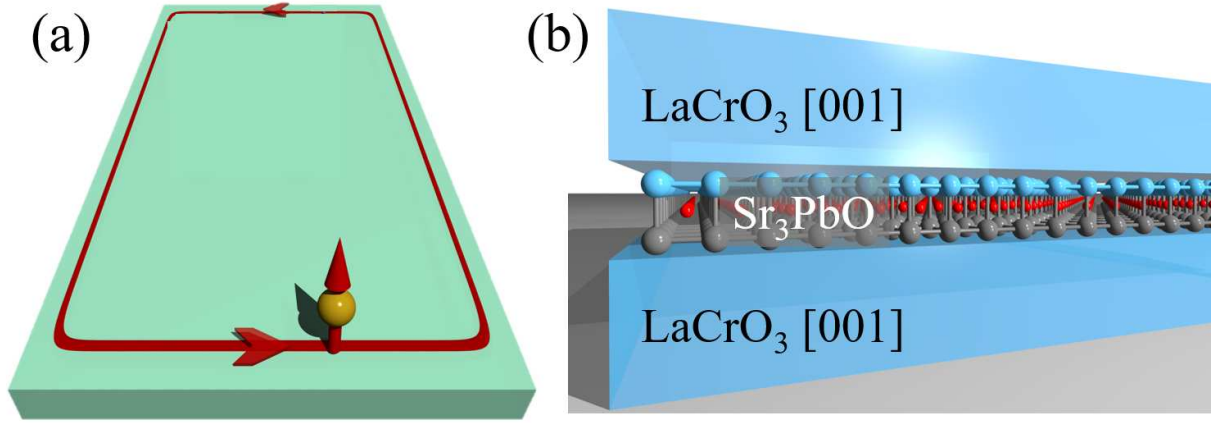 (a)
(b)
LaCrO₃ [001]
Sr₃PbO
LaCrO₃ [001]